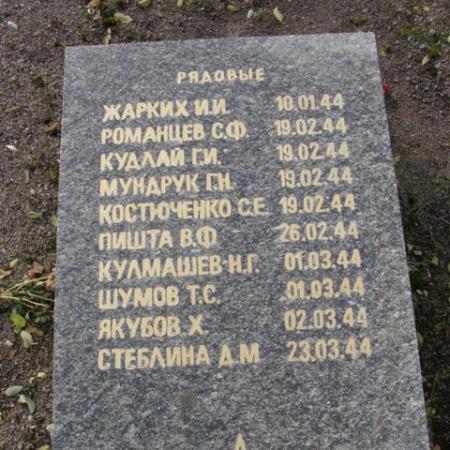 РЯДОВЫЕ
ЖАРКИХ И.И. 10.01.44
РОМАНЦЕВ С.Ф. 19.02.44
КУДЛАЙ Г.И. 19.02.44
МУНДРУК Г.Н. 19.02.44
КОСТЮЧЕНКО С.Е. 19.02.44
ПИШТА В.Ф. 26.02.44
КУЛМАШЕВ Н.Г. 01.03.44
ШУМОВ Т.С. 01.03.44
ЯКУБОВ Х. 02.03.44
СТЕБЛИНА Д.М 23.03.44